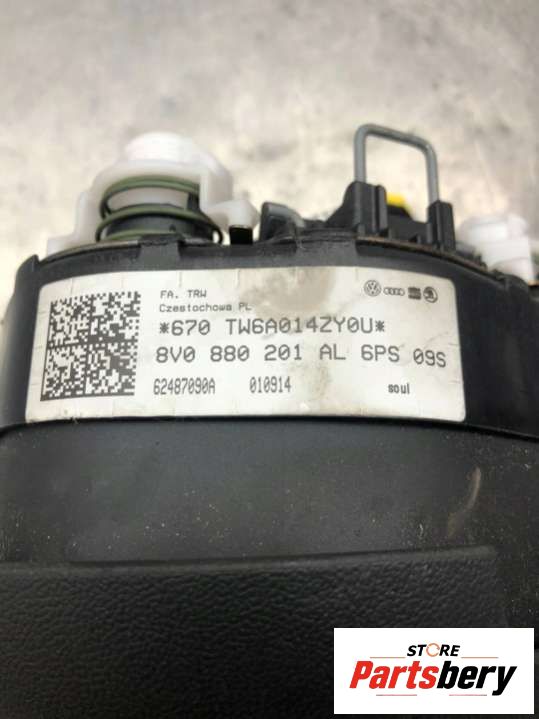 FA. TRW
Czestochowa PL
*670 TW6A014ZY0U*
8V0 880 201 AL 6PS 09S
62487090A 010914 soul
STORE
Partsbery